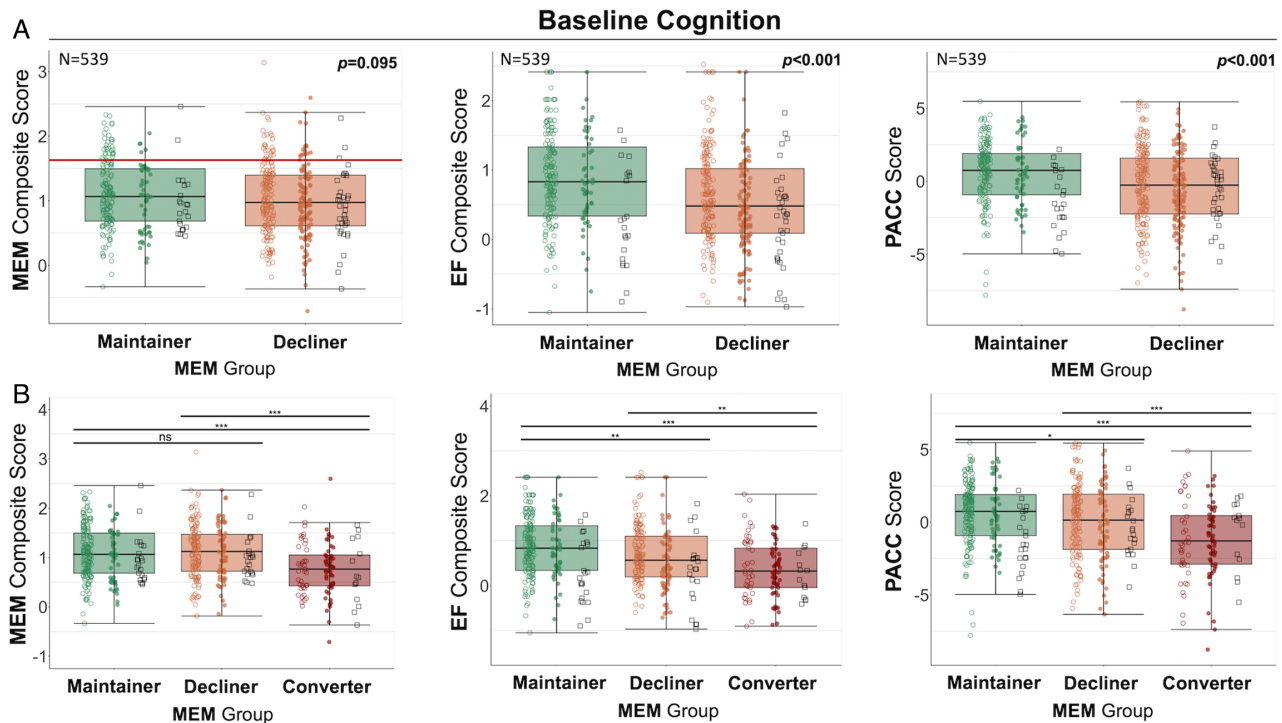 Baseline Cognition
A
N=539
p=0.095
MEM Composite Score
3
2
1
0
Maintainer Decliner
MEM Group
N=539
p<0.001
EF Composite Score
2
1
0
-1
Maintainer Decliner
MEM Group
N=539
p<0.001
PACC Score
5
0
-5
Maintainer Decliner
MEM Group
B
MEM Composite Score
4
3
2
1
0
-1
***
***
ns
Maintainer Decliner Converter
MEM Group
EF Composite Score
4
2
0
**
***
**
Maintainer Decliner Converter
MEM Group
PACC Score
5
0
-5
***
***
*
Maintainer Decliner Converter
MEM Group